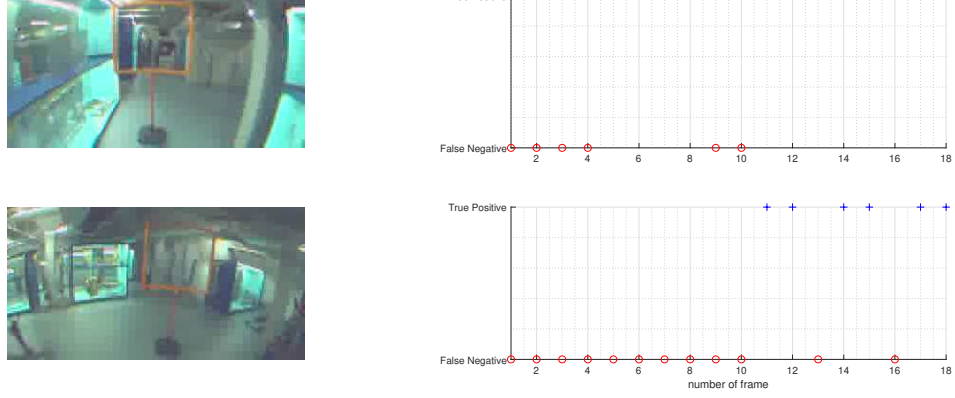 False Negative
2 4 6 8 10 12 14 16 18
True Positive
False Negative
2 4 6 8 10 12 14 16 18
number of frame